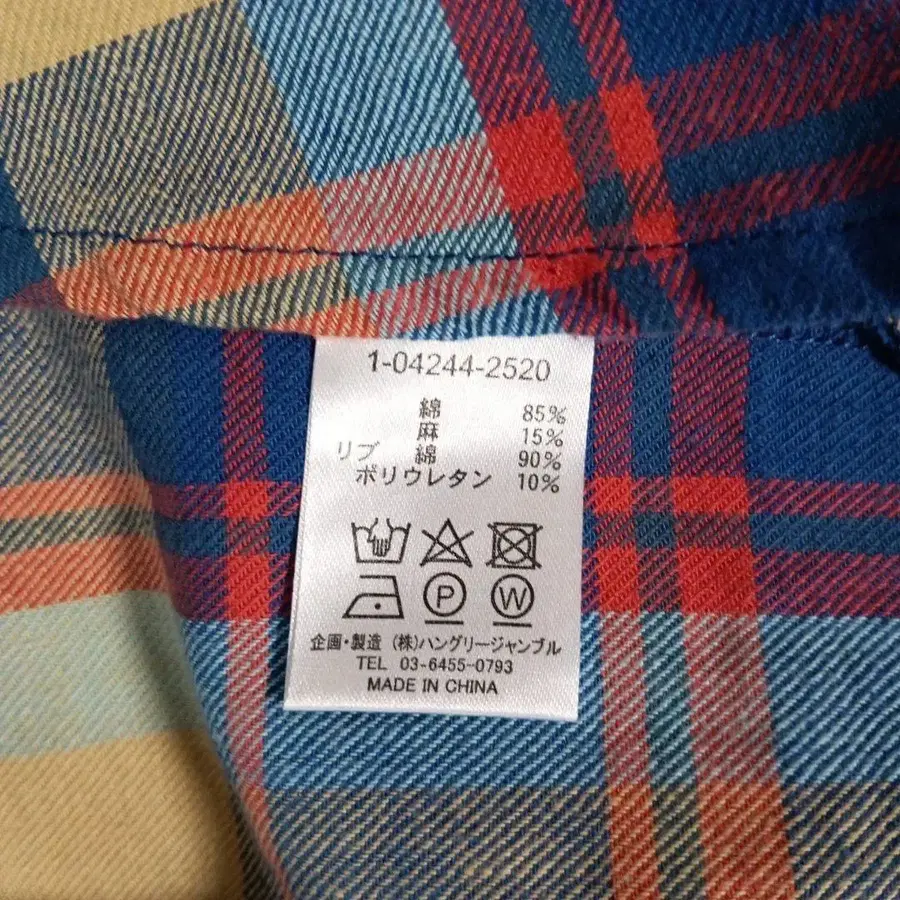 1-04244-2520
綿 85%
麻 15%
リブ 綿 90%
ポリウレタン 10%
P W
企画・製造 (株)ハングリージャンブル
TEL 03-6455-0793
MADE IN CHINA